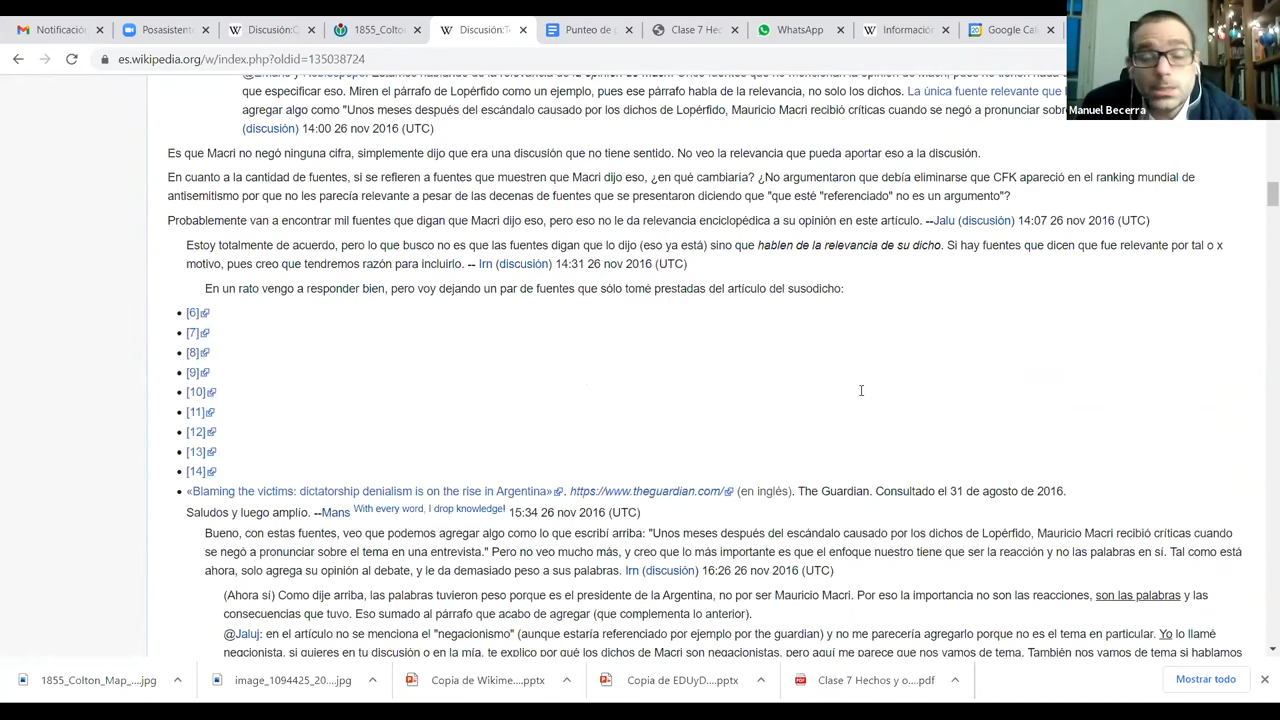 Notificació
Posasistente
Discusión:C
1855_Colto
Discusión:T
Punteo de
Clase 7 Hec
WhatsApp
Información
Google Cal
es.wikipedia.org/w/index.php?oldid=135038724
Manuel Becerra
que especificar eso. Miren el párrafo de Lopérfido como un ejemplo, pues ese párrafo habla de la relevancia, no solo los dichos. La única fuente relevante que
agregar algo como "Unos meses después del escándalo causado por los dichos de Lopérfido, Mauricio Macri recibió críticas cuando se negó a pronunciar sobre
(discusión) 14:00 26 nov 2016 (UTC)
Es que Macri no negó ninguna cifra, simplemente dijo que era una discusión que no tiene sentido. No veo la relevancia que pueda aportar eso a la discusión.
En cuanto a la cantidad de fuentes, si se refieren a fuentes que muestren que Macri dijo eso, ¿en qué cambiaría? ¿No argumentaron que debía eliminarse que CFK apareció en el ranking mundial de
antisemitismo por que no les parecía relevante a pesar de las decenas de fuentes que se presentaron diciendo que "que esté "referenciado" no es un argumento"?
Probablemente van a encontrar mil fuentes que digan que Macri dijo eso, pero eso no le da relevancia enciclopédica a su opinión en este artículo. --Jalu (discusión) 14:07 26 nov 2016 (UTC)
Estoy totalmente de acuerdo, pero lo que busco no es que las fuentes digan que lo dijo (eso ya está) sino que hablen de la relevancia de su dicho. Si hay fuentes que dicen que fue relevante por tal o x
motivo, pues creo que tendremos razón para incluirlo. -- Irn (discusión) 14:31 26 nov 2016 (UTC)
En un rato vengo a responder bien, pero voy dejando un par de fuentes que sólo tomé prestadas del artículo del susodicho:
• [6]
• [7]
• [8]
• [9]
• [10]
• [11]
• [12]
• [13]
• [14]
• «Blaming the victims: dictatorship denialism is on the rise in Argentina». https://www.theguardian.com/ (en inglés). The Guardian. Consultado el 31 de agosto de 2016.
Saludos y luego amplío. --Mans With every word, I drop knowledge! 15:34 26 nov 2016 (UTC)
Bueno, con estas fuentes, veo que podemos agregar algo como lo que escribí arriba: "Unos meses después del escándalo causado por los dichos de Lopérfido, Mauricio Macri recibió críticas cuando
se negó a pronunciar sobre el tema en una entrevista." Pero no veo mucho más, y creo que lo más importante es que el enfoque nuestro tiene que ser la reacción y no las palabras en sí. Tal como está
ahora, solo agrega su opinión al debate, y le da demasiado peso a sus palabras. Irn (discusión) 16:26 26 nov 2016 (UTC)
(Ahora sí) Como dije arriba, las palabras tuvieron peso porque es el presidente de la Argentina, no por ser Mauricio Macri. Por eso la importancia no son las reacciones, son las palabras y las
consecuencias que tuvo. Eso sumado al párrafo que acabo de agregar (que complementa lo anterior).
@Jaluj: en el artículo no se menciona el "negacionismo" (aunque estaría referenciado por ejemplo por the guardian) y no me parecería agregarlo porque no es el tema en particular. Yo lo llamé
negcionista, si quieres en tu discusión o en la mía, te explico por qué los dichos de Macri son negacionistas, pero aquí me parece que nos vamos de tema. También nos vamos de tema si hablamos
1855_Colton_Map_....jpg
image_1094425_20....jpg
Copia de Wikime....pptx
Copia de EDUyD....pptx
Clase 7 Hechos y o....pdf
Mostrar todo